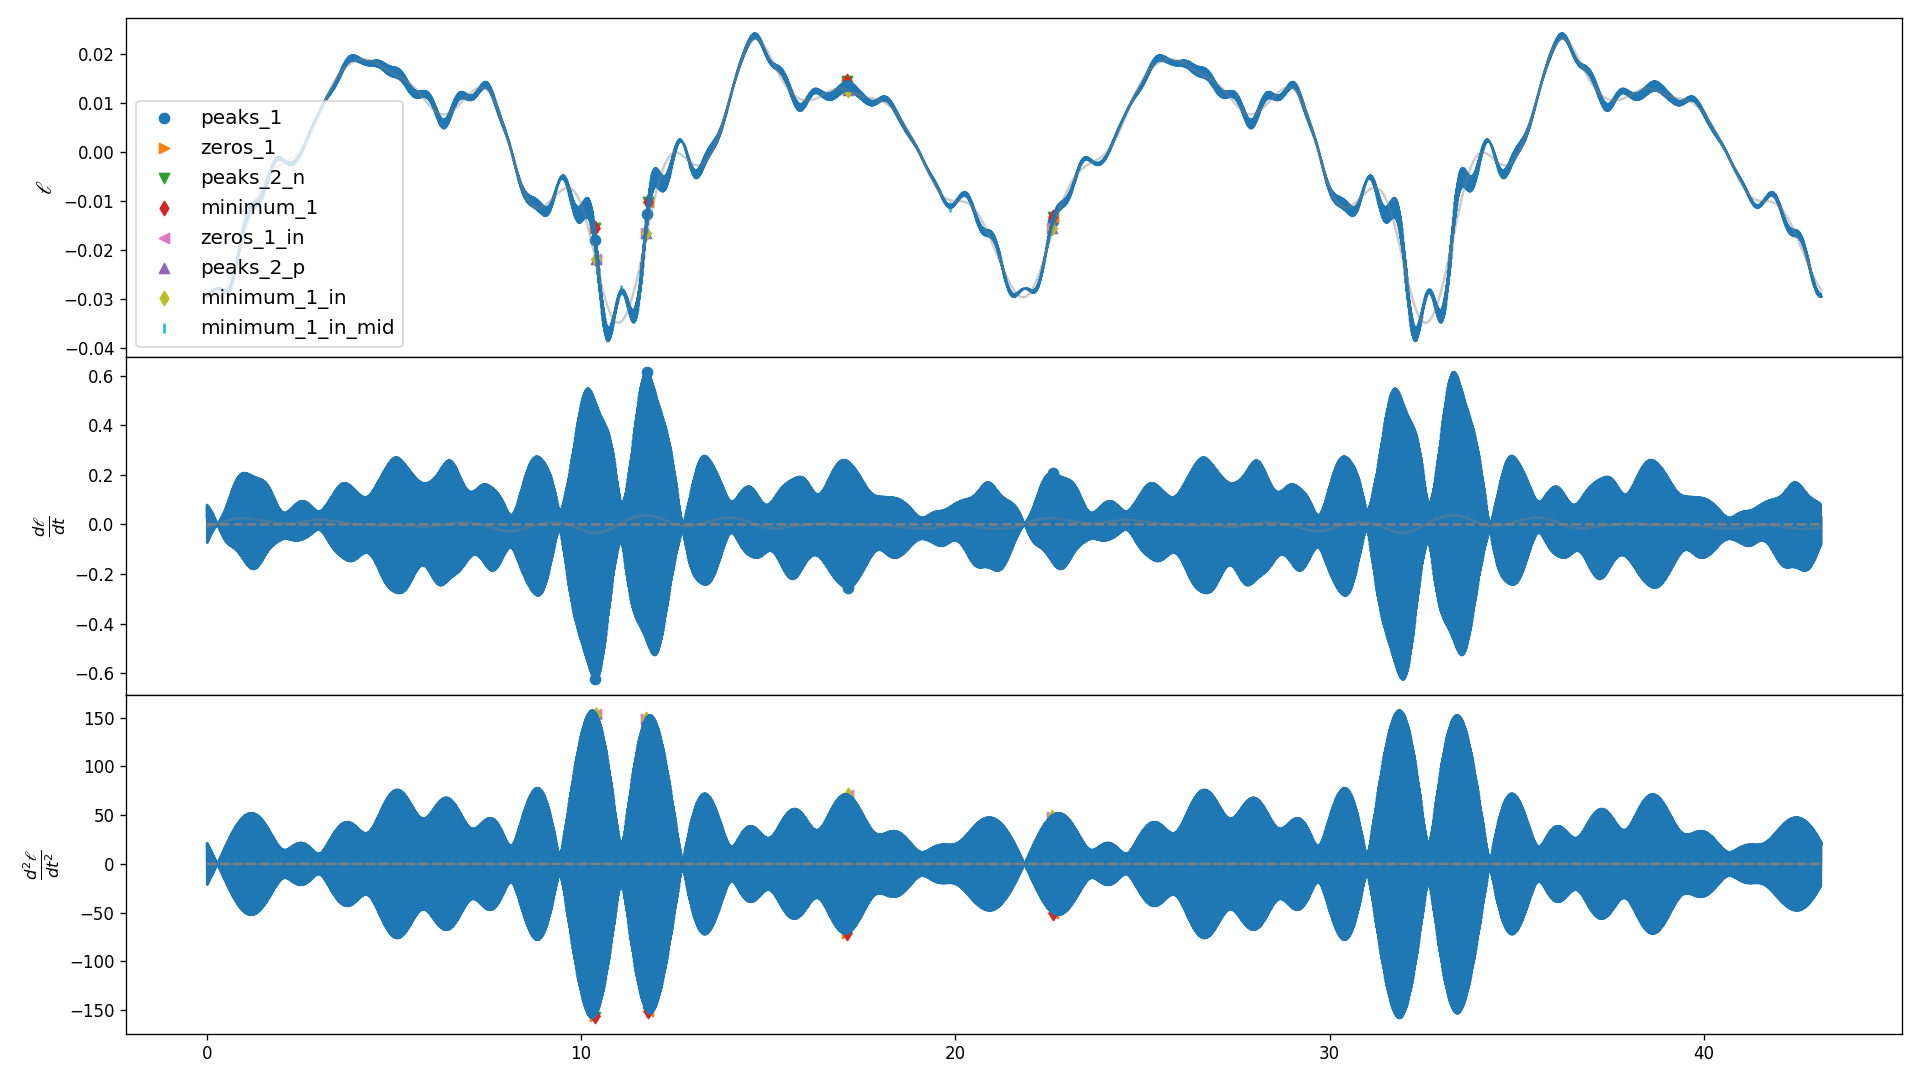 0.02
0.01
0.00
−0.01
−0.02
−0.03
−0.04
ℓ
peaks_1
zeros_1
peaks_2_n
minimum_1
zeros_1_in
peaks_2_p
minimum_1_in
minimum_1_in_mid
0.6
0.4
0.2
0.0
−0.2
−0.4
−0.6
dℓ
dt
150
100
50
0
−50
−100
−150
d²ℓ
dt²
0 10 20 30 40